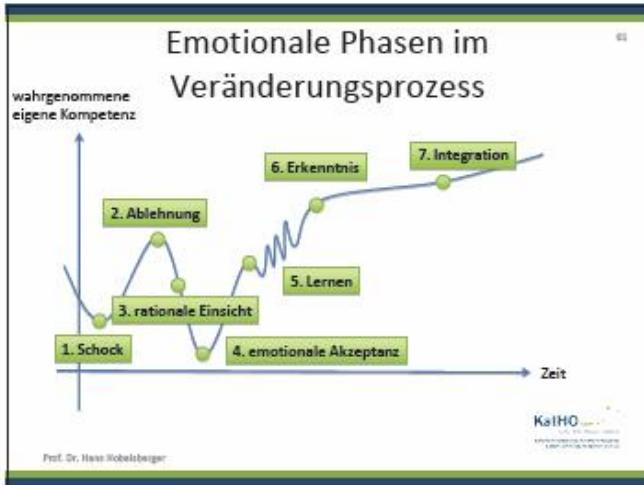 Emotionale Phasen im
Veränderungsprozess
wahrgenommene
eigene Kompetenz
7. Integration
6. Erkenntnis
2. Ablehnung
5. Lernen
3. rationale Einsicht
1. Schock
4. emotionale Akzeptanz
Zeit
KatHO
Prof. Dr. Hans Hobelsberger